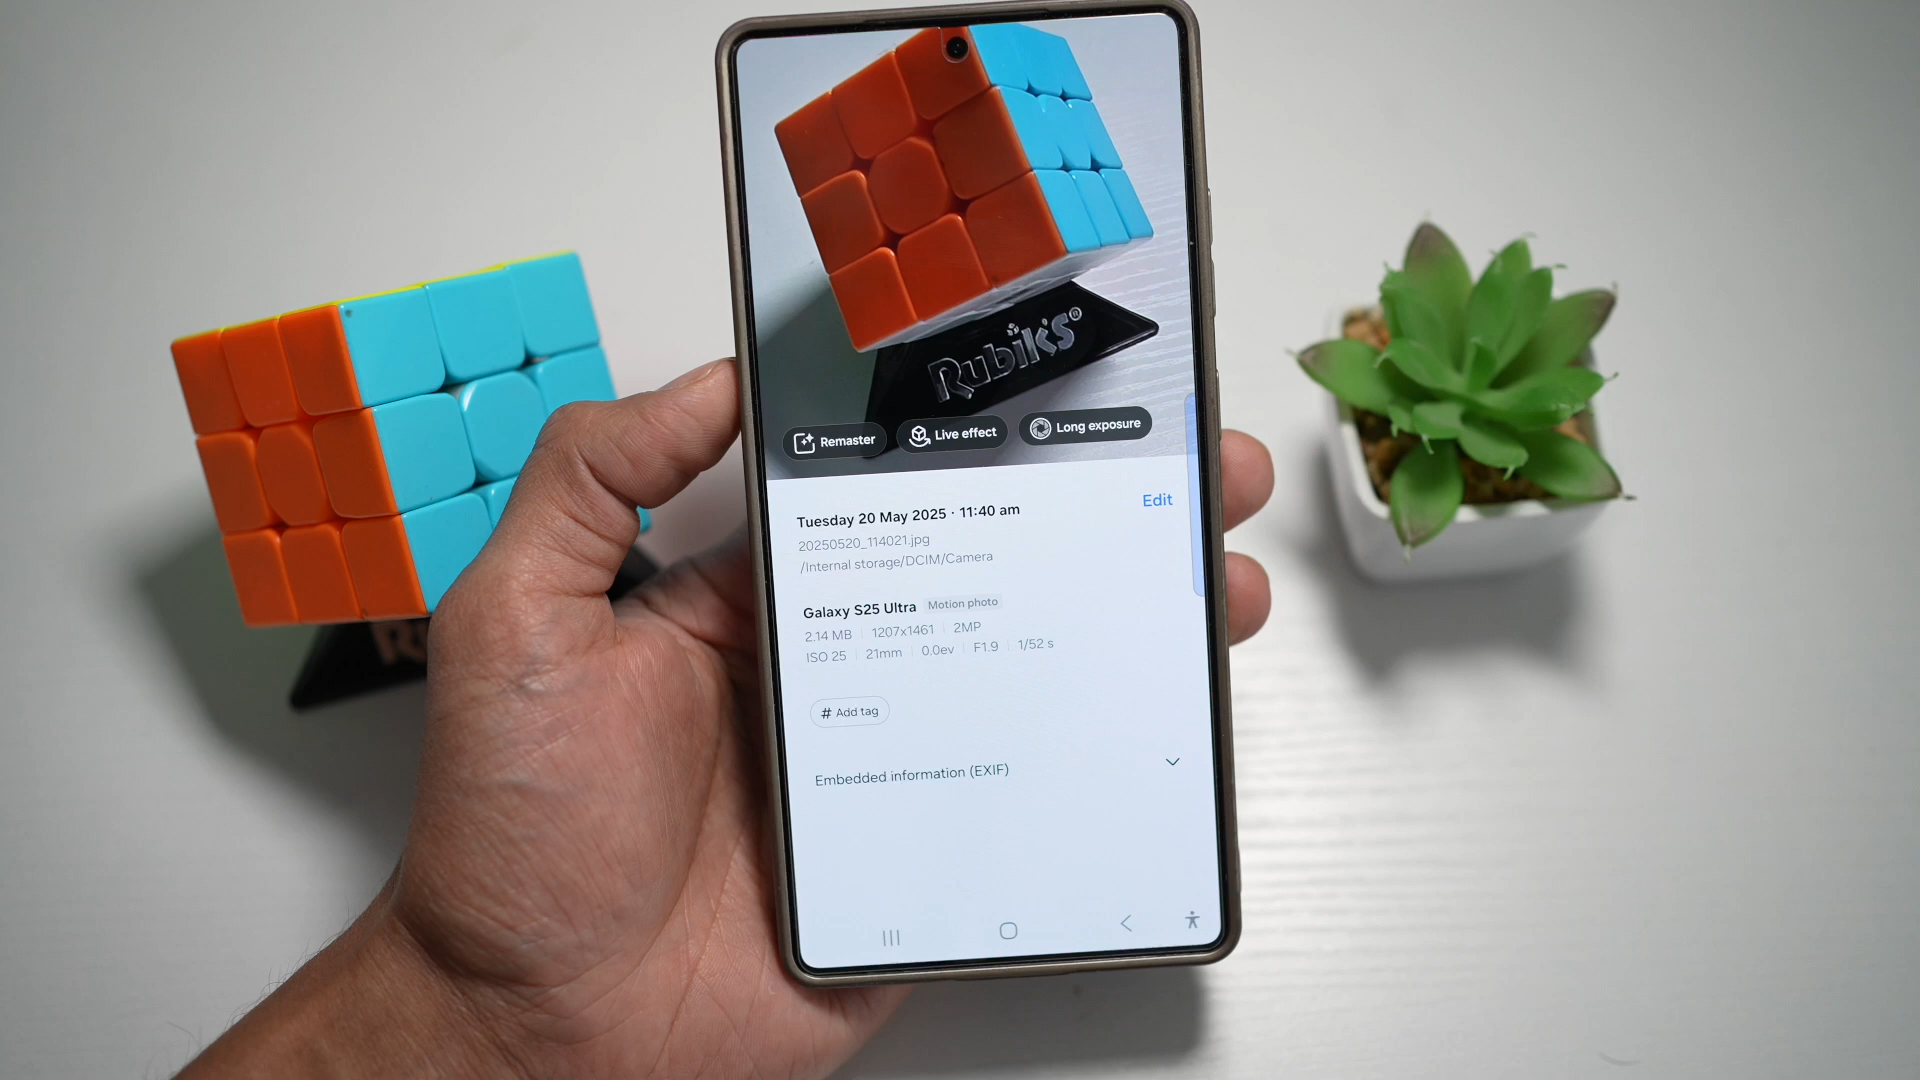 Rubik's®
Remaster
Live effect
Long exposure
Tuesday 20 May 2025 · 11:40 am
Edit
20250520_114021.jpg
/Internal storage/DCIM/Camera
Galaxy S25 Ultra Motion photo
2.14 MB 1207x1461 2MP
ISO 25 21mm 0.0ev F1.9 1/52 s
# Add tag
Embedded information (EXIF)